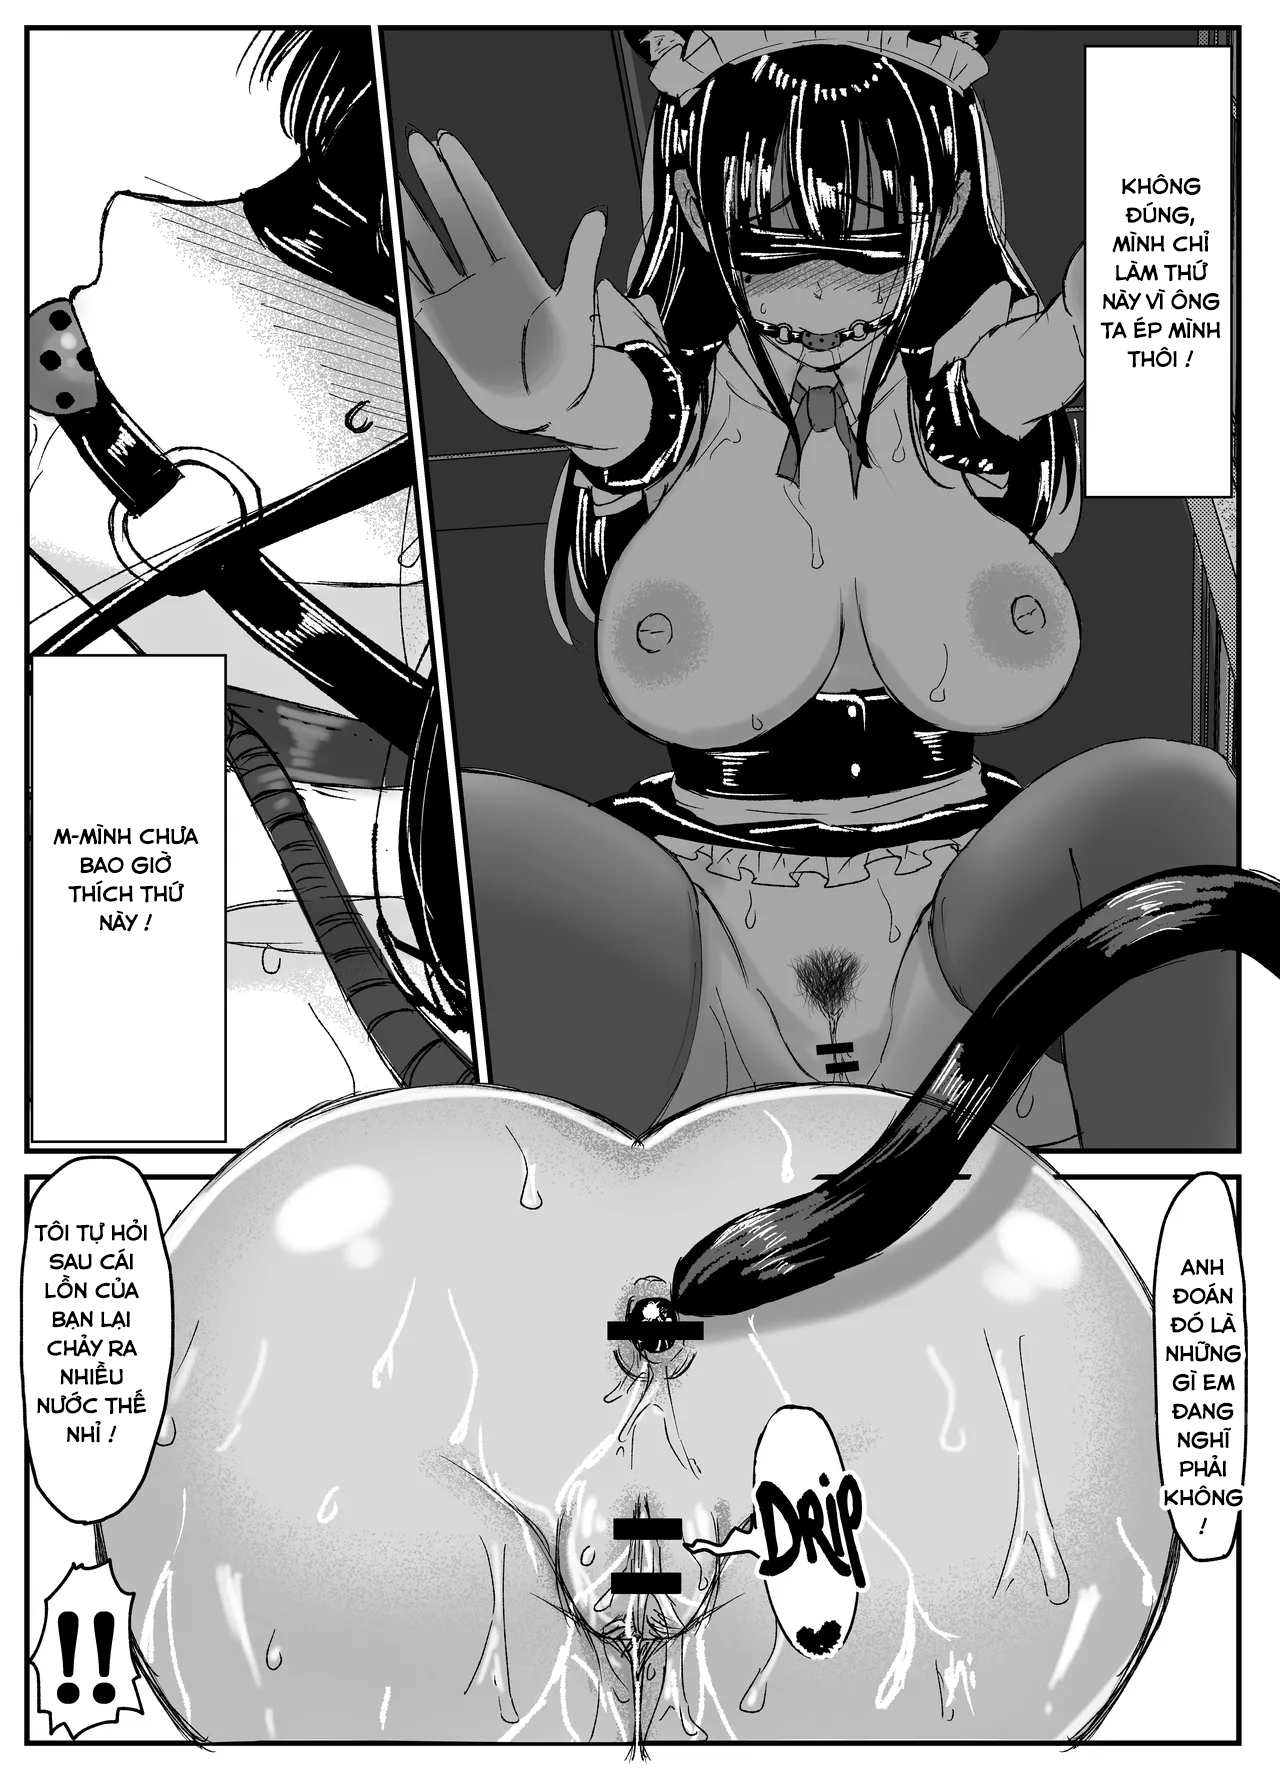 KHÔNG
ĐÚNG,
MÌNH CHỈ
LÀM THỨ
NÀY VÌ ÔNG
TA ÉP MÌNH
THÔI !
M-MÌNH CHƯA
BAO GIỜ
THÍCH THỨ
NÀY !
TÔI TỰ HỎI
SAU CÁI
LỒN CỦA
BẠN LẠI
CHẢY RA
NHIỀU
NƯỚC THẾ
NHỈ !
ANH
ĐOÁN
ĐÓ LÀ
NHỮNG
GÌ EM
ĐANG
NGHĨ
PHẢI
KHÔNG
!
DRIP
!!